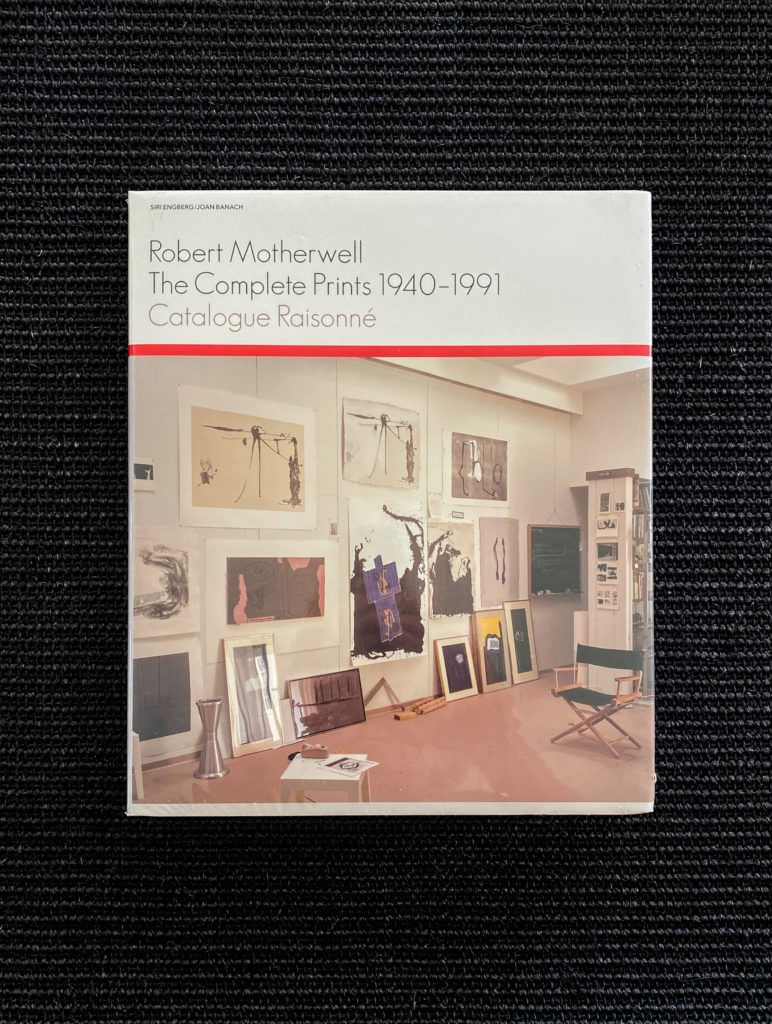 SIRI ENGBERG/JOAN BANACH
Robert Motherwell
The Complete Prints 1940–1991
Catalogue Raisonné